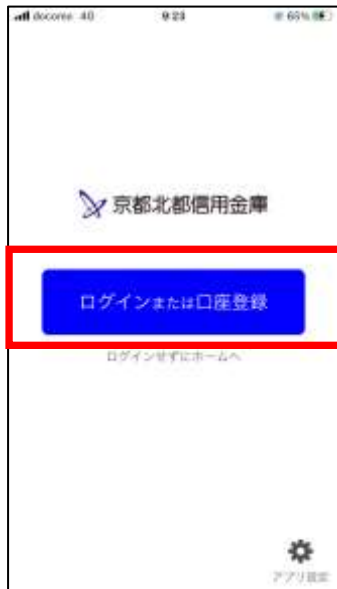 docomo 4G 9:23 66%
京都北都信用金庫
ログインまたは口座登録
ログインせずにホームへ
アプリ設定